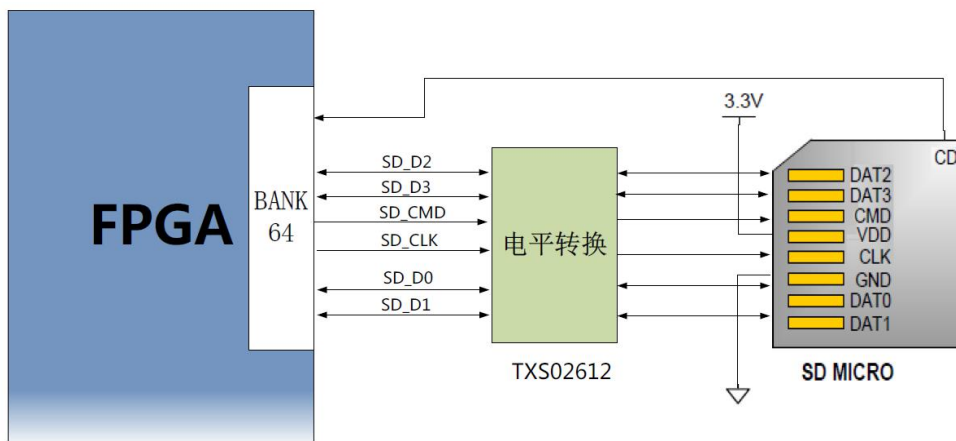 FPGA
BANK
64
SD_D2
SD_D3
SD_CMD
SD_CLK
SD_D0
SD_D1
电平转换
TXS02612
3.3V
CD
DAT2
DAT3
CMD
VDD
CLK
GND
DAT0
DAT1
SD MICRO